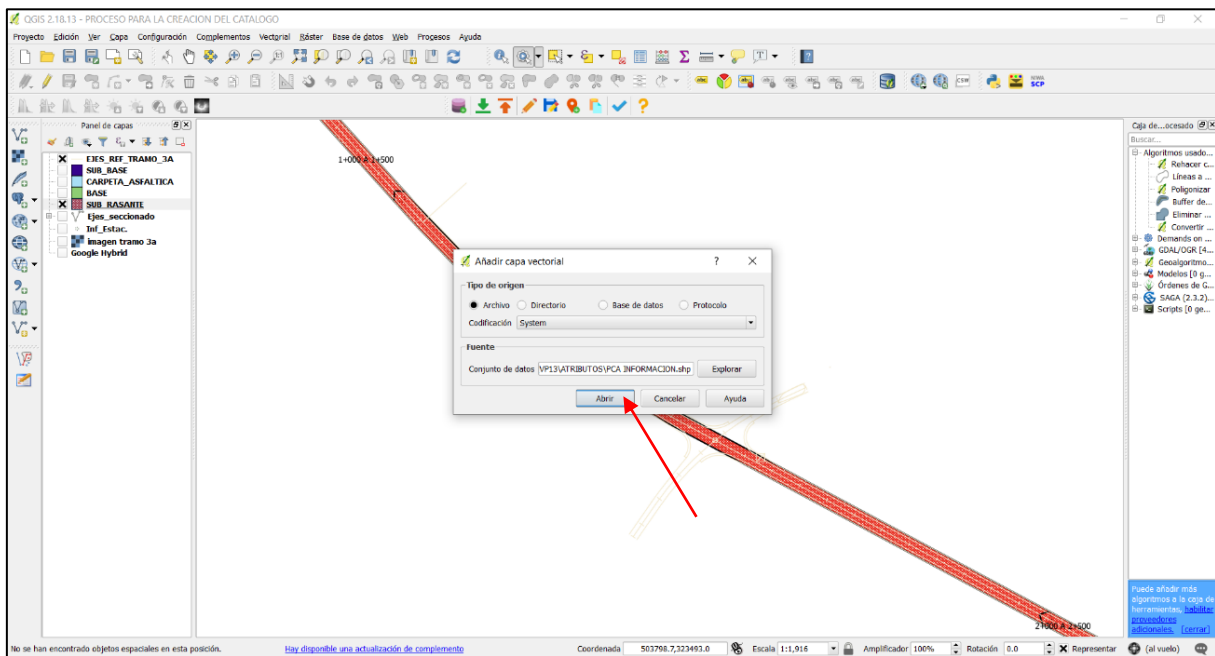 QGIS 2.18.13 - PROCESO PARA LA CREACION DEL CATALOGO
Proyecto Edición Ver Capa Configuración Complementos Vectorial Ráster Base de datos Web Procesos Ayuda
CSW
SCP
Panel de capas
EJES_REF_TRAMO_3A
SUB_BASE
CARPETA_ASFALTICA
BASE
SUB_RASANTE
Ejes_seccionado
Inf_Estac.
imagen tramo 3a
Google Hybrid
1+000 A 1+500
Añadir capa vectorial
Tipo de origen
Archivo Directorio Base de datos Protocolo
Codificación System
Fuente
Conjunto de datos VP13\ATRIBUTOS\PCA INFORMACION.shp Explorar
Abrir Cancelar Ayuda
2+000 A 2+500
Caja de...ocesado
Buscar...
Algoritmos usado...
Rehacer c...
Líneas a ...
Poligonizar
Buffer de...
Eliminar ...
Convertir ...
Demands on ...
GDAL/OGR [4...
Geoalgoritmo...
Modelos [0 g...
Órdenes de G...
SAGA (2.3.2)...
Scripts [0 ge...
Puede añadir más
algoritmos a la caja de
herramientas, habilitar
proveedores
adicionales. [cerrar]
No se han encontrado objetos espaciales en esta posición. Hay disponible una actualización de complemento Coordenada 503798.7,323493.0 Escala 1:1,916 Amplificador 100% Rotación 0.0 Representar (al vuelo)